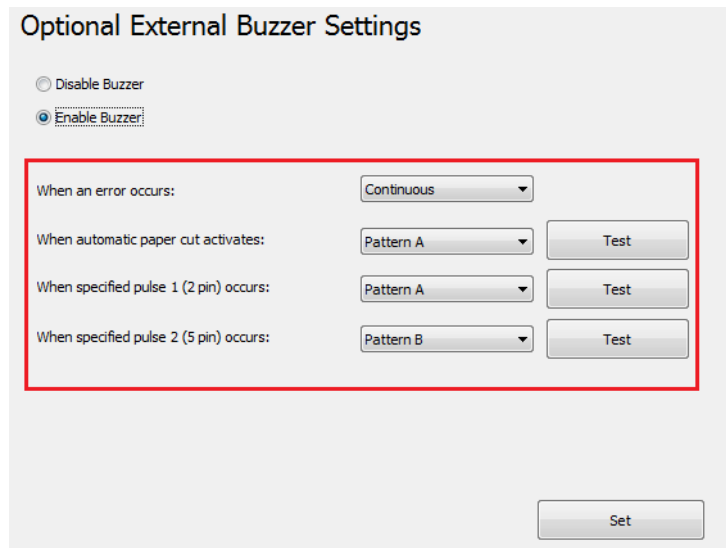 Optional External Buzzer Settings
Disable Buzzer
Enable Buzzer
When an error occurs: Continuous
When automatic paper cut activates: Pattern A Test
When specified pulse 1 (2 pin) occurs: Pattern A Test
When specified pulse 2 (5 pin) occurs: Pattern B Test
Set